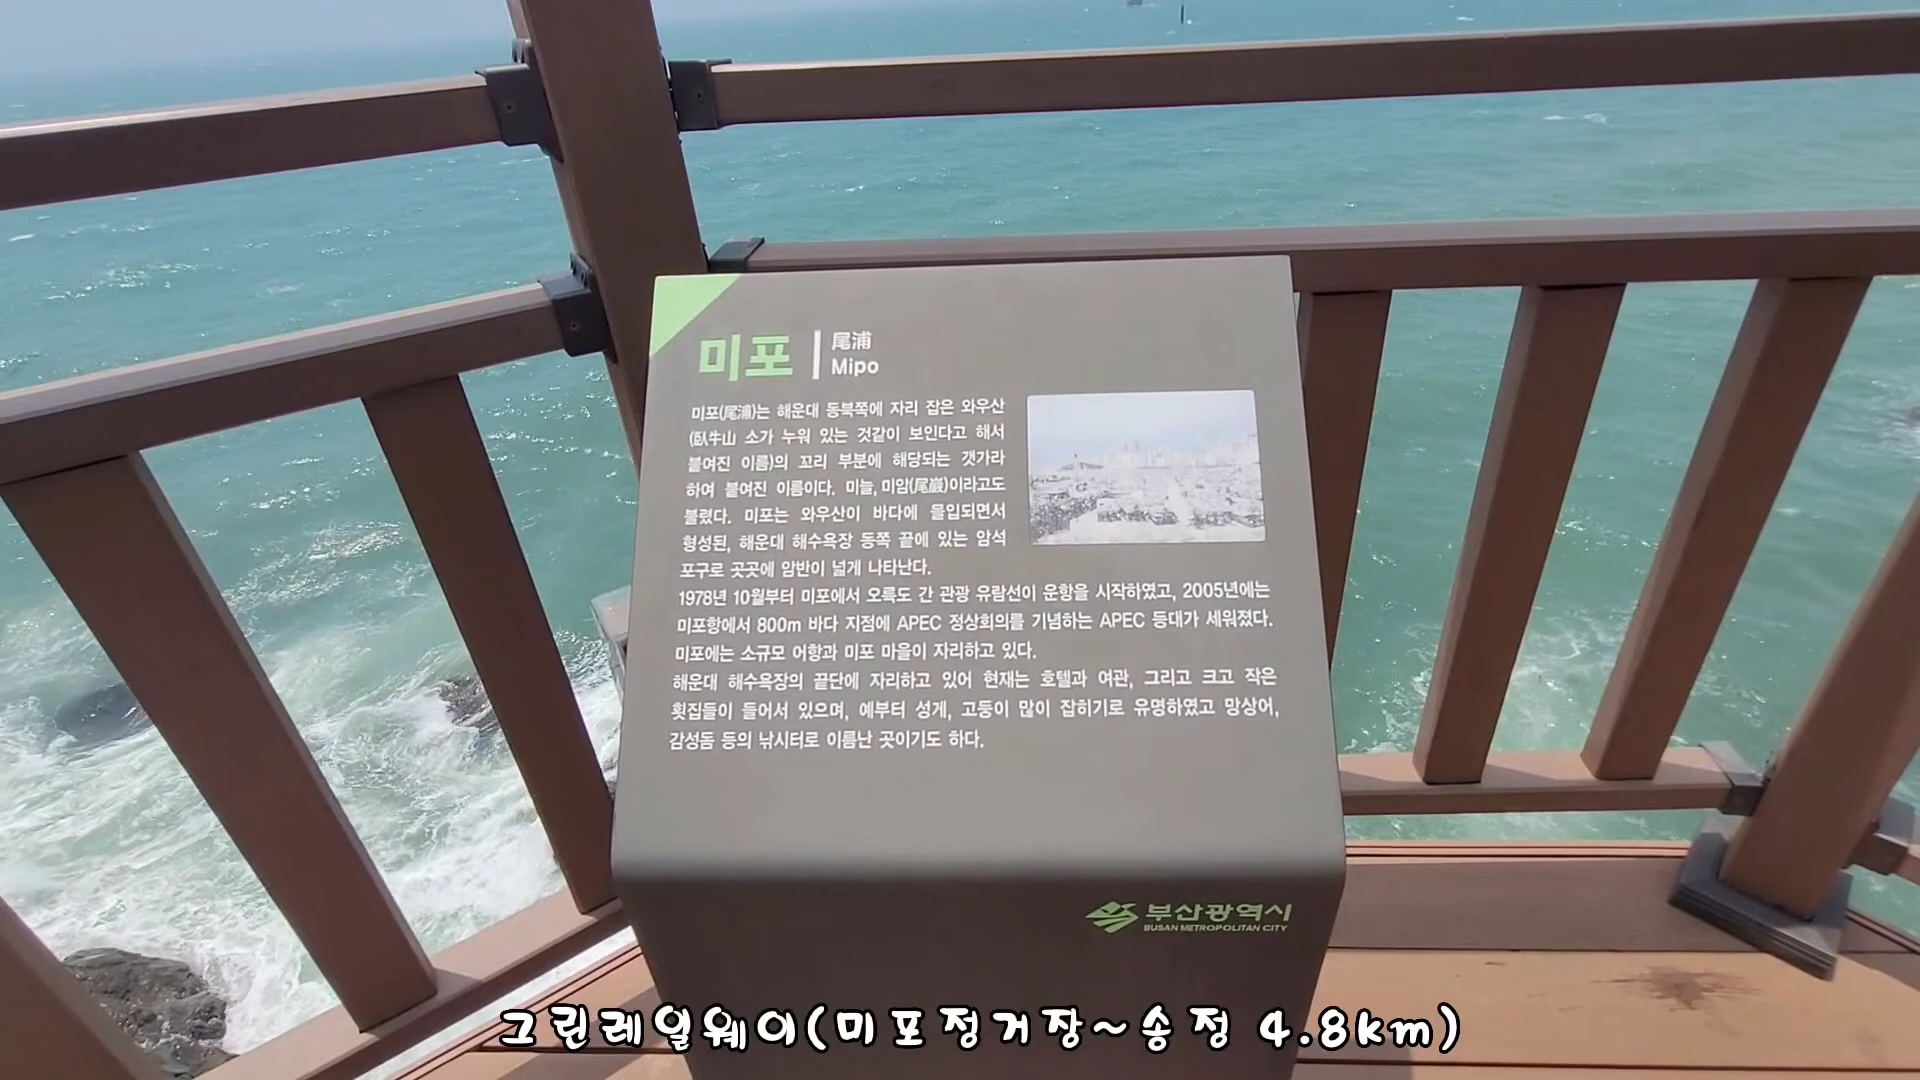 미포
尾浦
Mipo
미포(尾浦)는 해운대 동북쪽에 자리 잡은 와우산
(臥牛山 소가 누워 있는 것같이 보인다고 해서
붙여진 이름)의 꼬리 부분에 해당되는 갯가라
하여 붙여진 이름이다. 미늘, 미암(尾巖)이라고도
불렸다. 미포는 와우산이 바다에 몰입되면서
형성된, 해운대 해수욕장 동쪽 끝에 있는 암석
포구로 곳곳에 암반이 넓게 나타난다.
1978년 10월부터 미포에서 오륙도 간 관광 유람선이 운항을 시작하였고, 2005년에는
미포항에서 800m 바다 지점에 APEC 정상회의를 기념하는 APEC 등대가 세워졌다.
미포에는 소규모 어항과 미포 마을이 자리하고 있다.
해운대 해수욕장의 끝단에 자리하고 있어 현재는 호텔과 여관, 그리고 크고 작은
횟집들이 들어서 있으며, 예부터 성게, 고둥이 많이 잡히기로 유명하였고 망상어,
감성돔 등의 낚시터로 이름난 곳이기도 하다.
부산광역시
BUSAN METROPOLITAN CITY
그린레일웨이(미포정거장~송정 4.8km)